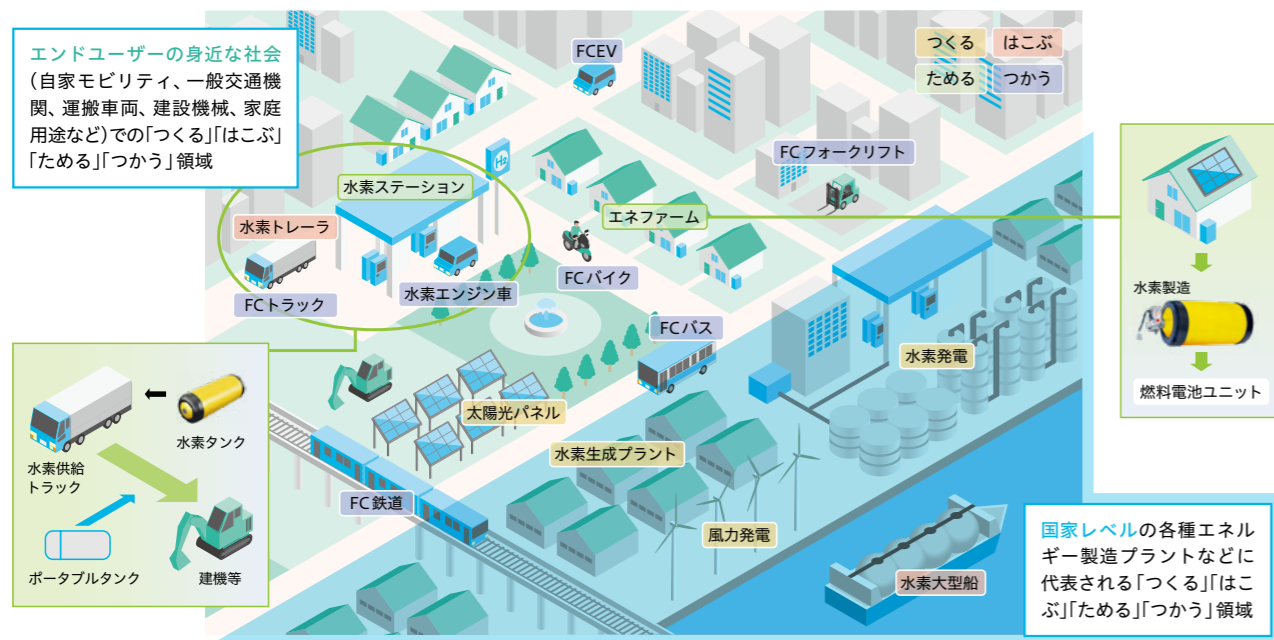 エンドユーザーの身近な社会
(自家モビリティ、一般交通機
関、運搬車両、建設機械、家庭
用途など)での「つくる」「はこぶ」
「ためる」「つかう」領域
FCEV
つくる
はこぶ
ためる
つかう
FCフォークリフト
H2
水素ステーション
エネファーム
水素トレーラ
FCトラック
水素エンジン車
FCバイク
FCバス
水素発電
太陽光パネル
水素生成プラント
FC鉄道
風力発電
水素大型船
水素製造
燃料電池ユニット
水素タンク
水素供給
トラック
ポータブルタンク
建機等
国家レベルの各種エネル
ギー製造プラントなどに
代表される「つくる」「はこ
ぶ」「ためる」「つかう」領域